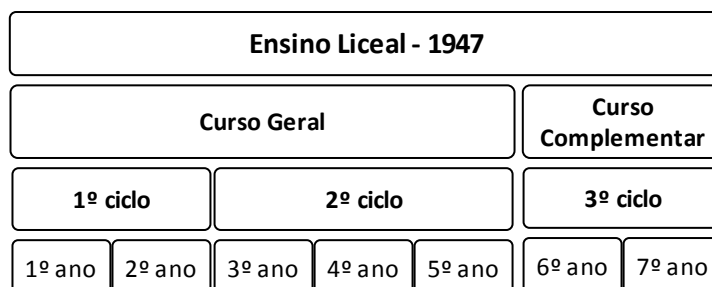 Ensino Liceal - 1947
Curso Geral
Curso
Complementar
1º ciclo
2º ciclo
3º ciclo
1º ano
2º ano
3º ano
4º ano
5º ano
6º ano
7º ano